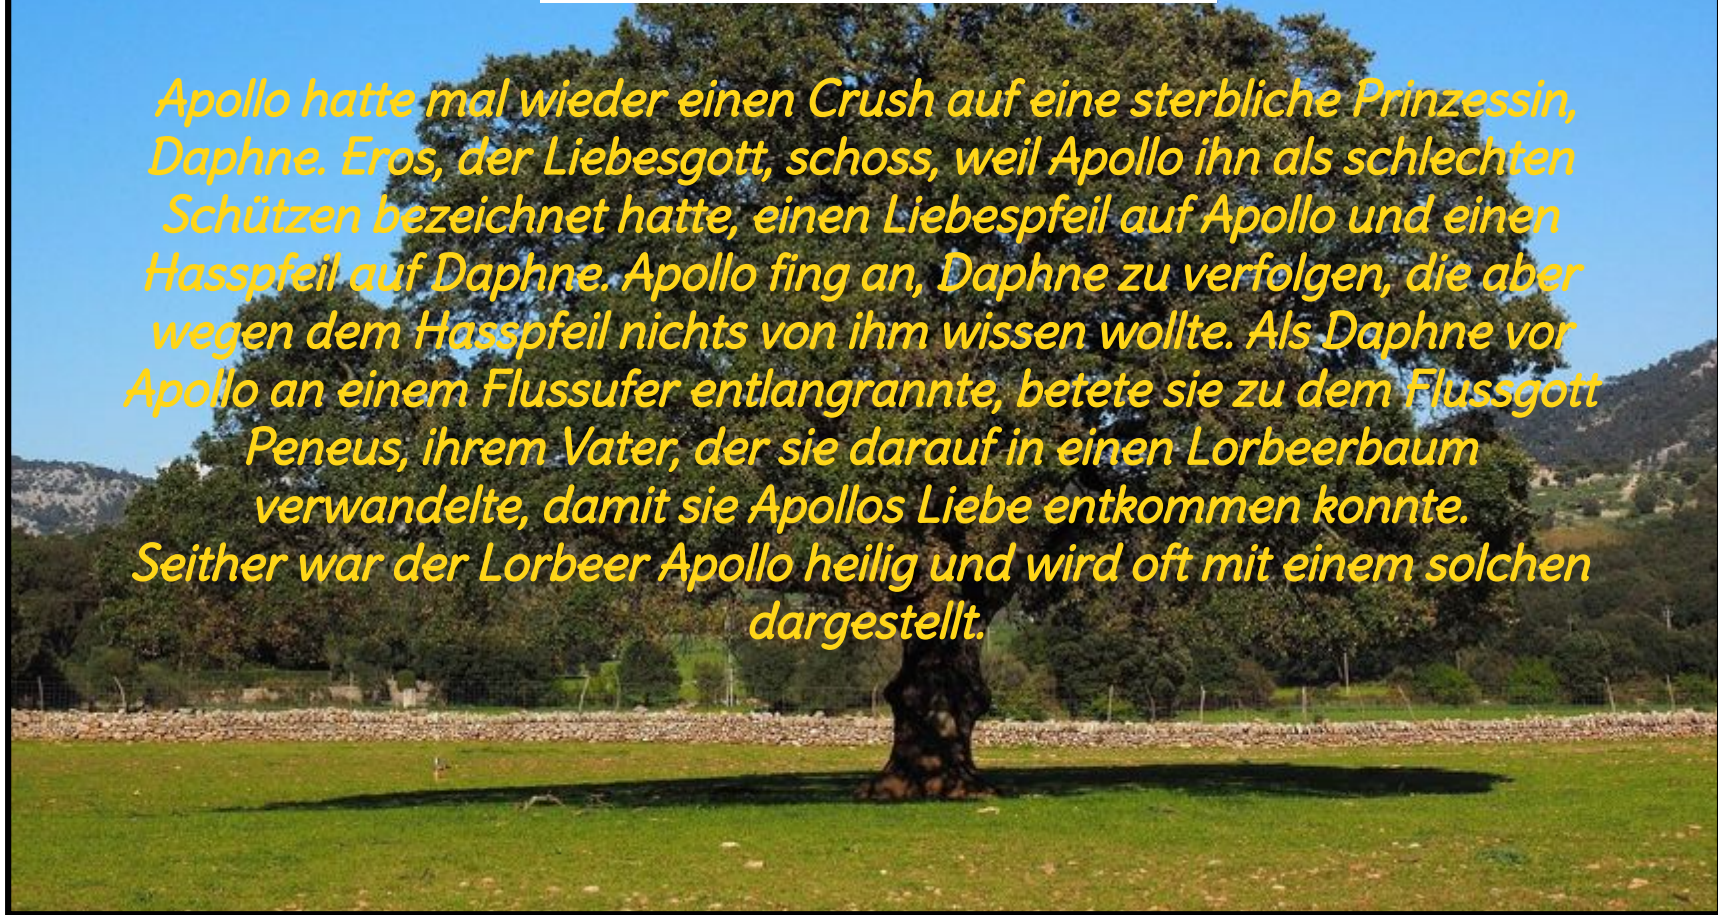 Apollo hatte mal wieder einen Crush auf eine sterbliche Prinzessin,
Daphne. Eros, der Liebesgott, schoss, weil Apollo ihn als schlechten
Schützen bezeichnet hatte, einen Liebespfeil auf Apollo und einen
Hasspfeil auf Daphne. Apollo fing an, Daphne zu verfolgen, die aber
wegen dem Hasspfeil nichts von ihm wissen wollte. Als Daphne vor
Apollo an einem Flussufer entlangrannte, betete sie zu dem Flussgott
Peneus, ihrem Vater, der sie darauf in einen Lorbeerbaum
verwandelte, damit sie Apollos Liebe entkommen konnte.
Seither war der Lorbeer Apollo heilig und wird oft mit einem solchen
dargestellt.